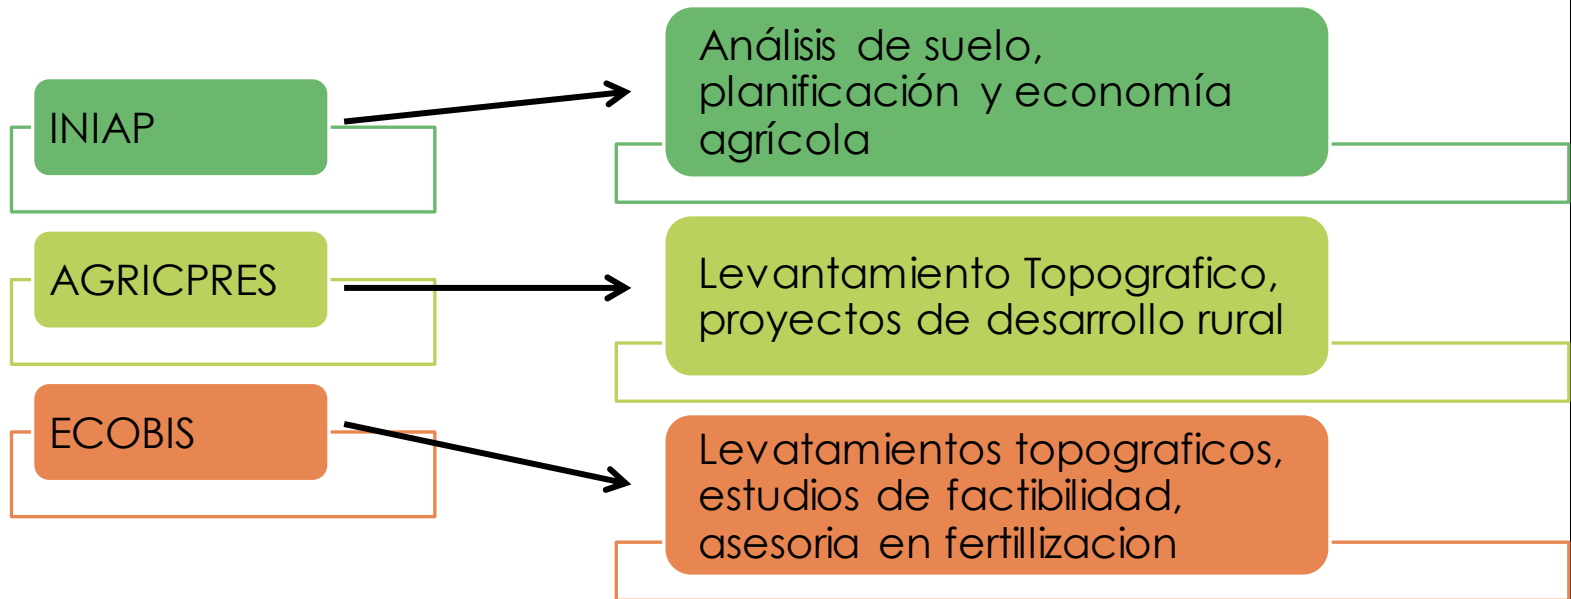 INIAP
Análisis de suelo,
planificación y economía
agrícola
AGRICPRES
Levantamiento Topografico,
proyectos de desarrollo rural
ECOBIS
Levatamientos topograficos,
estudios de factibilidad,
asesoria en fertillizacion